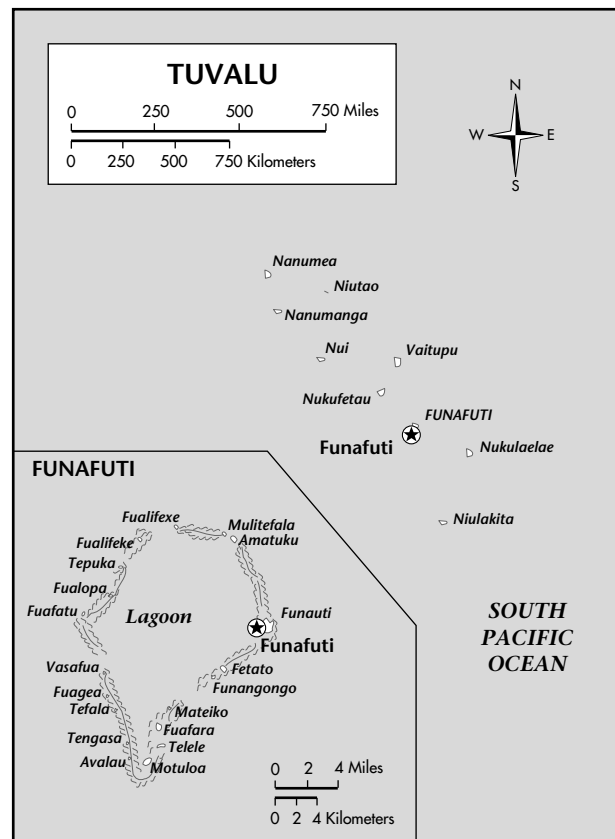 TUVALU
0 250 500 750 Miles
0 250 500 750 Kilometers
N
W E
S
Nanumea
Niutao
Nanumanga
Nui
Vaitupu
Nukufetau
FUNAFUTI
Funafuti
Nukulaelae
Niulakita
SOUTH
PACIFIC
OCEAN
FUNAFUTI
Fualifexe
Mulitefala
Fualifeke
Amatuku
Tepuka
Fualopa
Fuafatu
Lagoon
Funauti
Funafuti
Vasafua
Fetato
Fuagea
Funangongo
Tefala
Mateiko
Fuafara
Tengasa
Telele
Avalau
Motuloa
0 2 4 Miles
0 2 4 Kilometers